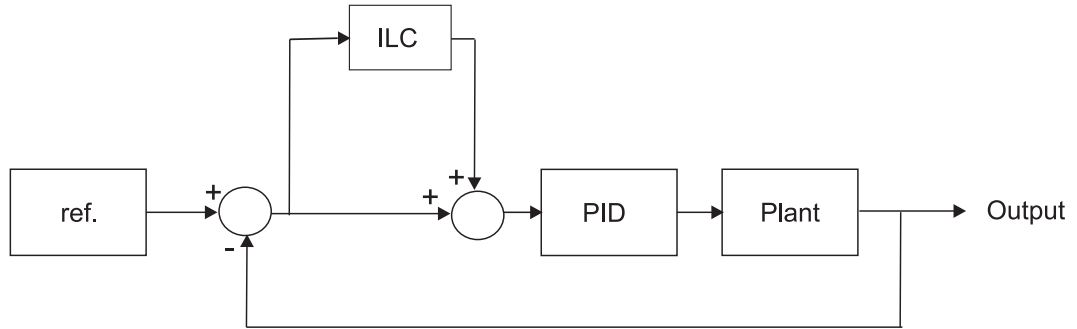 ILC
+
+
+
ref.
PID
Plant
Output
-